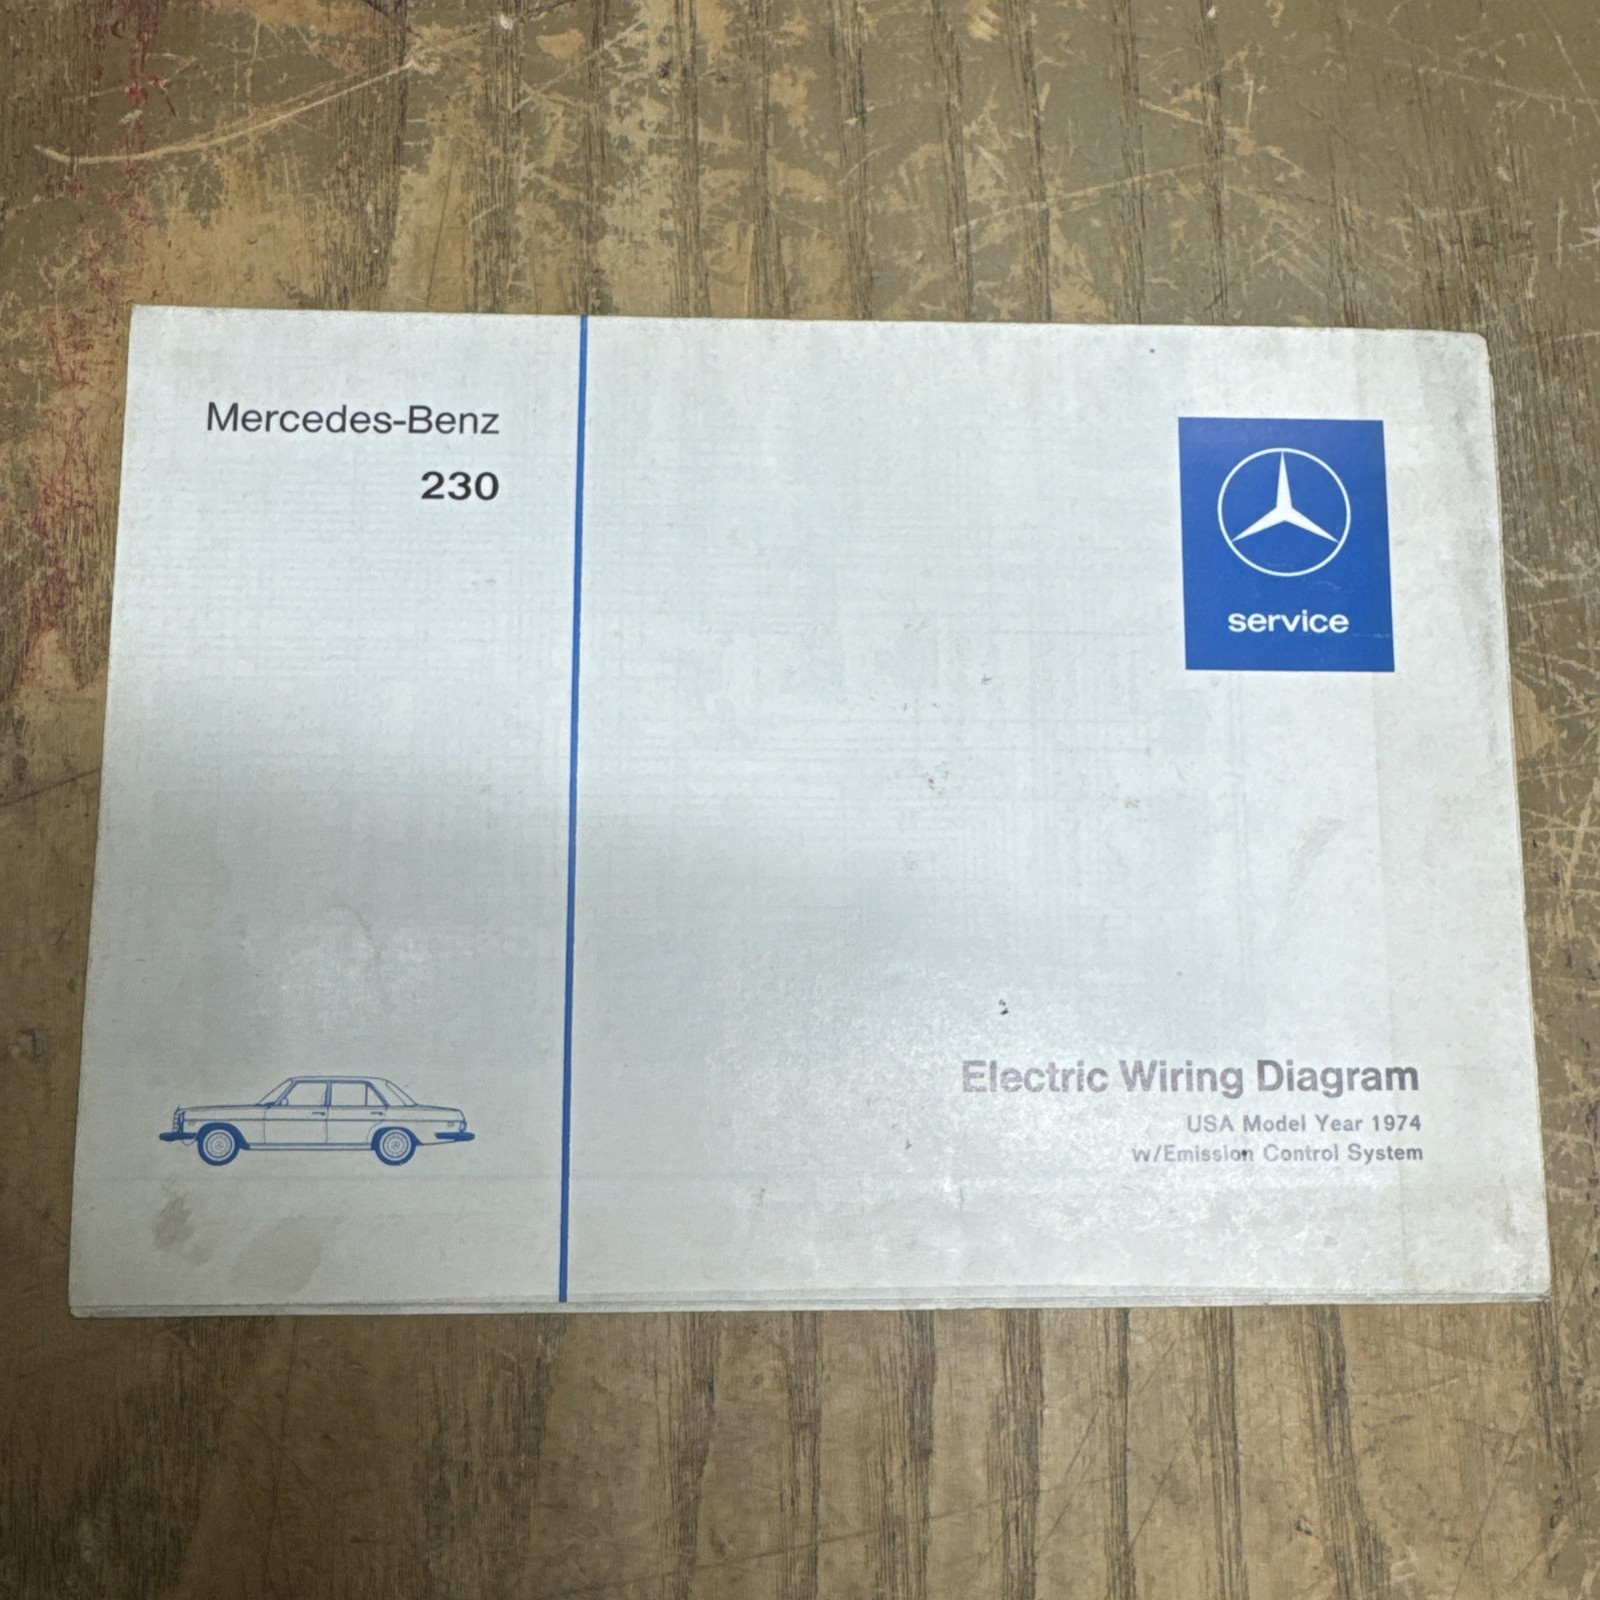 Mercedes-Benz
230
service
Electric Wiring Diagram
USA Model Year 1974
w/Emission Control System